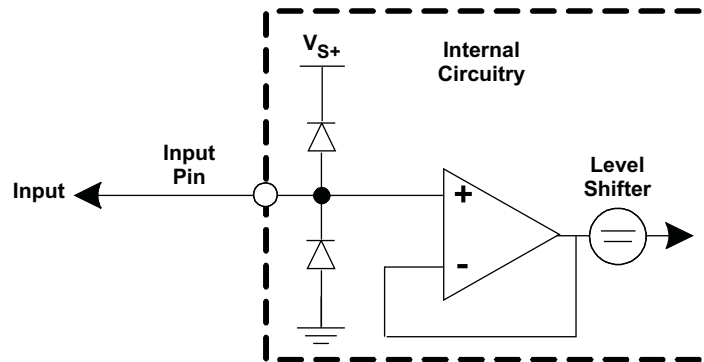 VS+
Internal
Circuitry
Input
Pin
Input
Level
Shifter
+
-